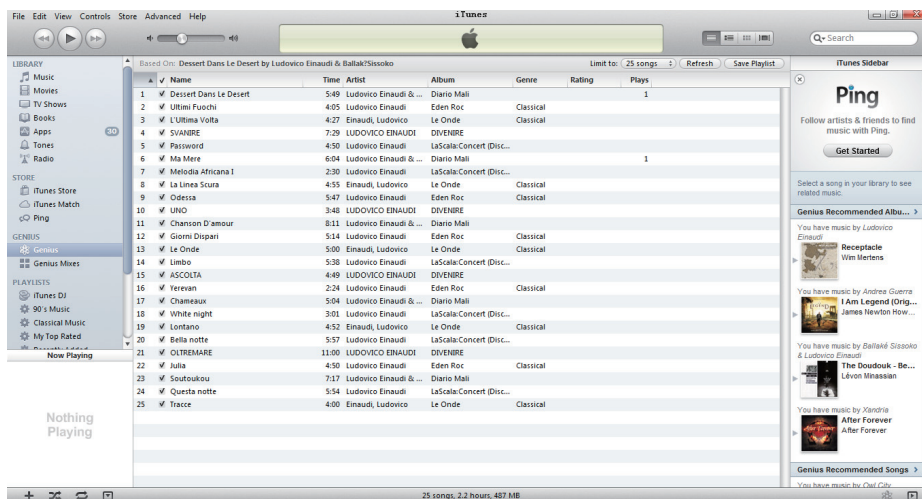 iTunes
File Edit View Controls Store Advanced Help
Search
LIBRARY
Music
Movies
TV Shows
Books
Apps 30
Tones
Radio
STORE
iTunes Store
iTunes Match
Ping
GENIUS
Genius
Genius Mixes
PLAYLISTS
iTunes DJ
90's Music
Classical Music
My Top Rated
Recently Added
Now Playing
Nothing
Playing
Based On: Dessert Dans Le Desert by Ludovico Einaudi & Ballak?Sissoko Limit to: 25 songs Refresh Save Playlist
Name Time Artist Album Genre Rating Plays
1 Dessert Dans Le Desert 5:49 Ludovico Einaudi & ... Diario Mali 1
2 Ultimi Fuochi 4:05 Ludovico Einaudi Eden Roc Classical
3 L'Ultima Volta 4:27 Einaudi, Ludovico Le Onde Classical
4 SVANIRE 7:29 LUDOVICO EINAUDI DIVENIRE
5 Password 4:50 Ludovico Einaudi LaScala:Concert (Disc...
6 Ma Mere 6:04 Ludovico Einaudi & ... Diario Mali 1
7 Melodia Africana I 2:30 Ludovico Einaudi LaScala:Concert (Disc...
8 La Linea Scura 4:55 Einaudi, Ludovico Le Onde Classical
9 Odessa 5:47 Ludovico Einaudi Eden Roc Classical
10 UNO 3:48 LUDOVICO EINAUDI DIVENIRE
11 Chanson D'amour 8:11 Ludovico Einaudi & ... Diario Mali
12 Giorni Dispari 5:14 Ludovico Einaudi Eden Roc Classical
13 Le Onde 5:00 Einaudi, Ludovico Le Onde Classical
14 Limbo 5:38 Ludovico Einaudi LaScala:Concert (Disc...
15 ASCOLTA 4:49 LUDOVICO EINAUDI DIVENIRE
16 Yerevan 2:24 Ludovico Einaudi Eden Roc Classical
17 Chameaux 5:04 Ludovico Einaudi & ... Diario Mali
18 White night 3:01 Ludovico Einaudi LaScala:Concert (Disc...
19 Lontano 4:52 Einaudi, Ludovico Le Onde Classical
20 Bella notte 5:57 Ludovico Einaudi LaScala:Concert (Disc...
21 OLTREMARE 11:00 LUDOVICO EINAUDI DIVENIRE
22 Julia 4:50 Ludovico Einaudi Eden Roc Classical
23 Soutoukou 7:17 Ludovico Einaudi & ... Diario Mali
24 Questa notte 5:54 Ludovico Einaudi LaScala:Concert (Disc...
25 Tracce 4:00 Einaudi, Ludovico Le Onde Classical
25 songs, 2.2 hours, 487 MB
iTunes Sidebar
Ping
Follow artists & friends to find
music with Ping.
Get Started
Select a song in your library to see
related music.
Genius Recommended Albu...
You have music by Ludovico
Einaudi
Receptacle
Wim Mertens
You have music by Andrea Guerra
I Am Legend (Orig...
James Newton How...
You have music by Ballaké Sissoko
& Ludovico Einaudi
The Doudouk - Be...
Lévon Minassian
You have music by Xandria
After Forever
After Forever
Genius Recommended Songs
You have music by Owl City